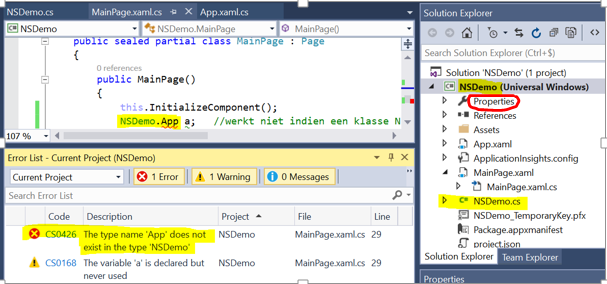 NSDemo.cs
MainPage.xaml.cs
App.xaml.cs
NSDemo
NSDemo.MainPage
MainPage()
public sealed partial class MainPage : Page
{
0 references
public MainPage()
{
this.InitializeComponent();
NSDemo.App a; //werkt niet indien een klasse N
107 %
Error List - Current Project (NSDemo)
Current Project
1 Error
1 Warning
0 Messages
Search Error List
Code Description Project File Line
CS0426 The type name 'App' does not NSDemo MainPage.xaml.cs 29
exist in the type 'NSDemo'
CS0168 The variable 'a' is declared but NSDemo MainPage.xaml.cs 29
never used
Solution Explorer
Search Solution Explorer (Ctrl+$)
Solution 'NSDemo' (1 project)
NSDemo (Universal Windows)
Properties
References
Assets
App.xaml
ApplicationInsights.config
MainPage.xaml
MainPage.xaml.cs
C# NSDemo.cs
NSDemo_TemporaryKey.pfx
Package.appxmanifest
project.json
Solution Explorer
Team Explorer
Properties